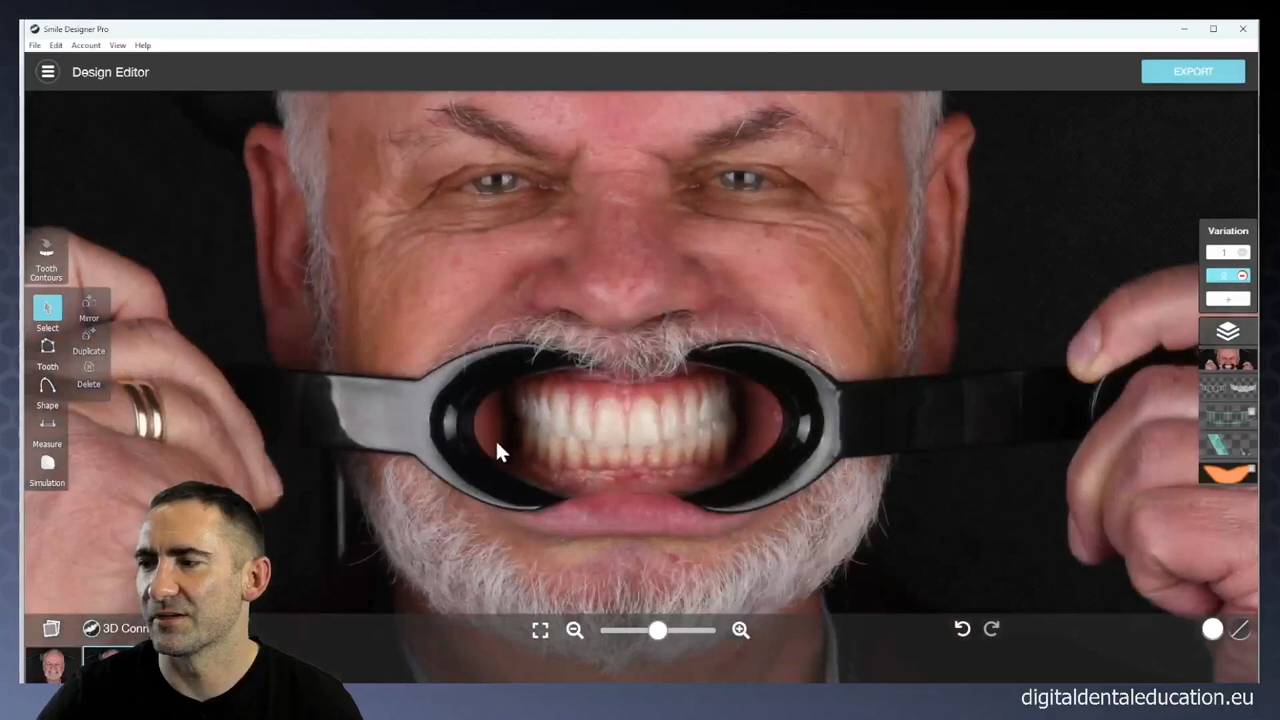 Smile Designer Pro
File Edit Account View Help
Design Editor
EXPORT
Variation
1
0
+
Tooth
Contours
Select
Mirror
Duplicate
Tooth
Delete
Shape
Measure
Simulation
3D Conn
digitaldentaleducation.eu